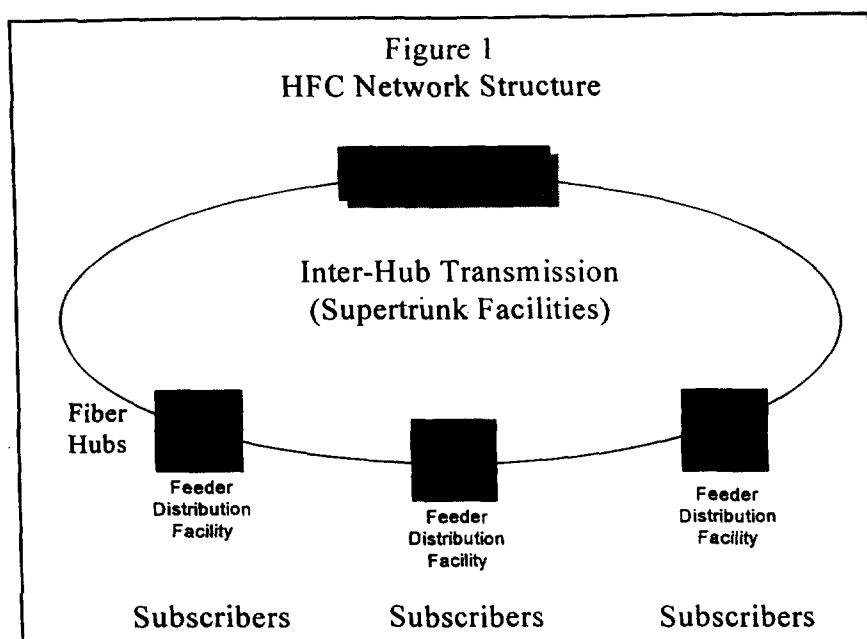 Figure 1
HFC Network Structure
Inter-Hub Transmission
(Supertrunk Facilities)
Fiber
Hubs
Feeder
Distribution
Facility
Feeder
Distribution
Facility
Feeder
Distribution
Facility
Subscribers
Subscribers
Subscribers